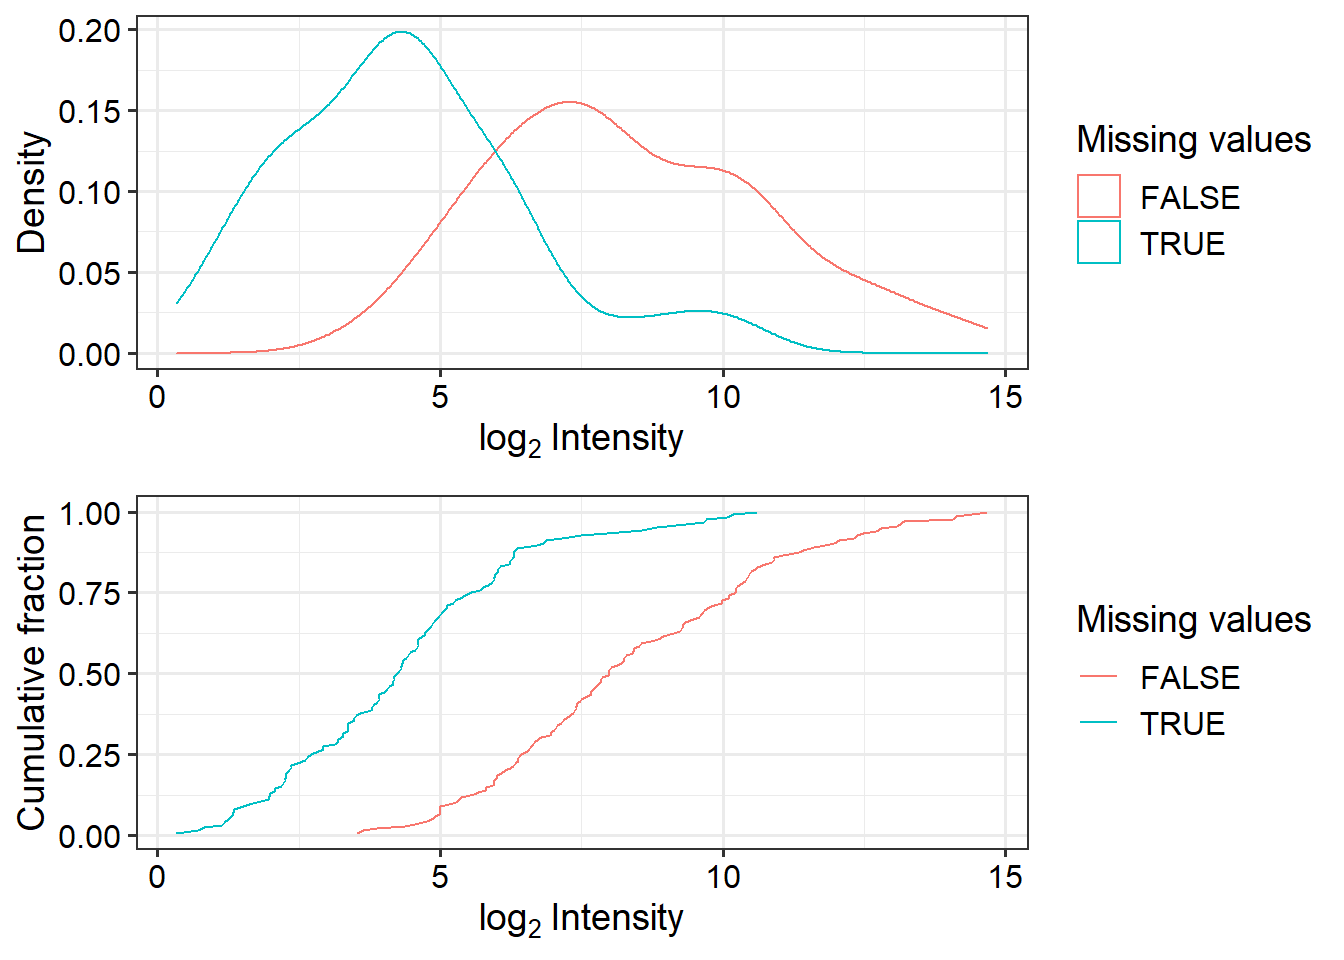 Density
0.20
0.15
0.10
0.05
0.00
0 5 10 15
log₂ Intensity
Missing values
FALSE
TRUE
Cumulative fraction
1.00
0.75
0.50
0.25
0.00
0 5 10 15
log₂ Intensity
Missing values
FALSE
TRUE